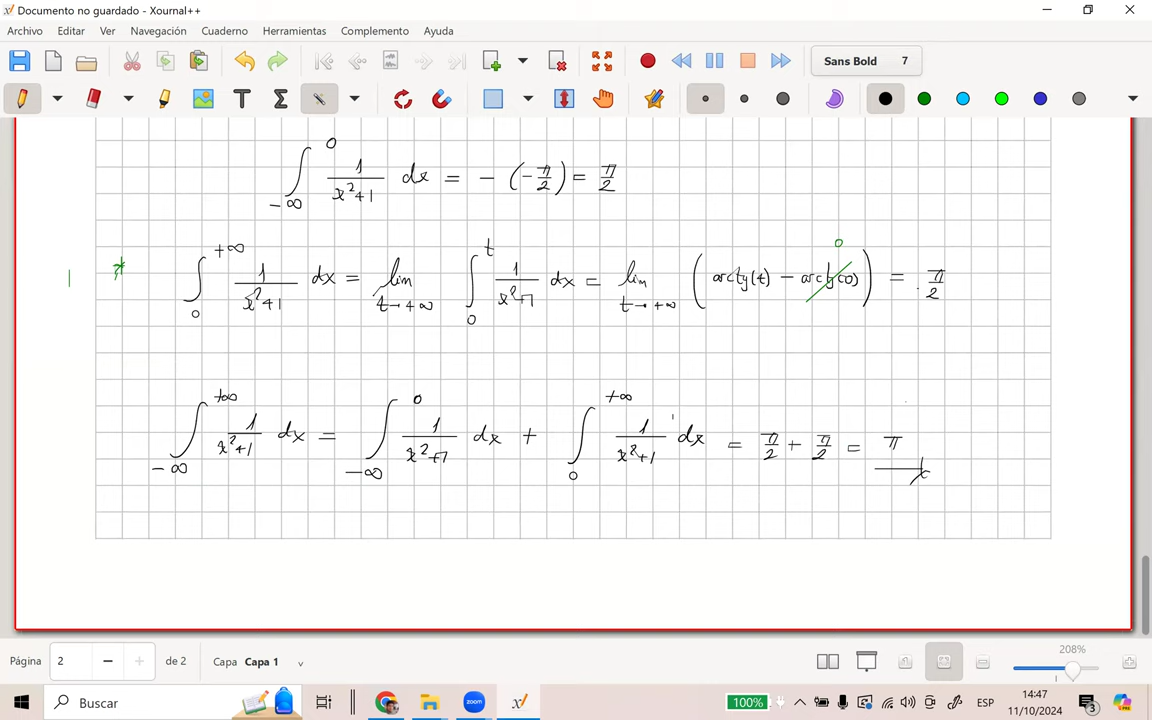 Documento no guardado - Xournal++
Archivo Editar Ver Navegación Cuaderno Herramientas Complemento Ayuda
Sans Bold 7
∫_{-∞}^{0} 1/(x²+1) dx = - (-π/2) = π/2
* ∫_{0}^{+∞} 1/(x²+1) dx = lim_{t→+∞} ∫_{0}^{t} 1/(x²+1) dx = lim_{t→+∞} (arctg(t) - arctg(0)) = π/2
0
∫_{-∞}^{+∞} 1/(x²+1) dx = ∫_{-∞}^{0} 1/(x²+1) dx + ∫_{0}^{+∞} 1/(x²+1) dx = π/2 + π/2 = π
Página 2 de 2 Capa Capa 1 208%
Buscar 100% ESP 14:47
11/10/2024 3